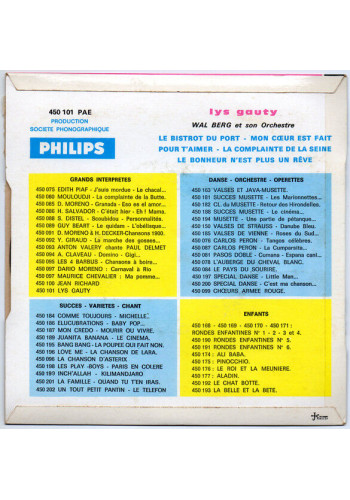 450 101 PAE
PRODUCTION
SOCIETE PHONOGRAPHIQUE
PHILIPS
lys gauty
WAL BERG et son Orchestre
LE BISTROT DU PORT - MON CŒUR EST FAIT
POUR T'AIMER - LA COMPLAINTE DE LA SEINE
LE BONHEUR N'EST PLUS UN RÊVE
GRANDS INTERPRETES
450 075 EDITH PIAF - J'suis mordue - Le chacal...
450 080 MOULOUDJI - La complainte de la Butte.
450 085 D. MORENO - Granada - Eso es el amor...
450 086 H. SALVADOR - C'était hier - Eh ! Mama.
450 088 S. DISTEL - Scoubidou - Personnalités.
450 089 GUY BEART - Le quidam - L'obélisque.
450 091 D. MORENO & H. DECKER - Chansons 1900.
450 092 Y. GIRAUD - La marche des gosses...
450 093 ANTON VALERY chante PAUL DELMET
450 094 A. CLAVEAU - Domino - Gigi...
450 095 LES 4 BARBUS - Chansons à boire...
450 097 DARIO MORENO : Carnaval à Rio
450 098 MAURICE CHEVALIER : Ma pomme...
450 100 JEAN RICHARD
450 101 LYS GAUTY
DANSE - ORCHESTRE - OPERETTES
450 153 VALSES ET JAVA-MUSETTE.
450 181 SUCCES MUSETTE - Les Marionnettes...
450 182 CL. de MUSETTE - Retour des Hirondelles.
450 198 SUCCES MUSETTE - Le cinéma...
450 194 MUSETTE - Une partie de pétanque...
450 130 VALSES DE STRAUSS - Danube Bleu.
450 185 VALSES DE VIENNE - Roses du Sud...
450 078 CARLOS PERON - Tangos célèbres.
450 087 CARLOS PERON - La Cumparsita...
450 081 PASOS DOBLE - Cumana - Espana cani...
450 078 L'AUBERGE DU CHEVAL BLANC.
450 084 LE PAYS DU SOURIRE.
450 197 SPECIAL DANSE - Little Man...
450 200 SPECIAL DANSE - C'est ma chanson...
450 099 CHŒURS ARMEE ROUGE.
SUCCES - VARIETES - CHANT
450 184 COMME TOUJOURS - MICHELLE.
450 186 ELUCUBRATIONS - BABY POP...
450 187 MON CREDO - MOURIR OU VIVRE.
450 189 JUANITA BANANA - LE CINEMA.
450 195 BANG BANG - LA POUPEE QUI FAIT NON.
450 196 LOVE ME - LA CHANSON DE LARA.
450 096 LA CHANSON D'ASTERIX.
450 198 LES PLAY-BOYS - PARIS EN COLERE
450 199 INCH'ALLAH - KILIMANDJARO
450 201 LA FAMILLE - QUAND TU T'EN IRAS.
450 202 UN TOUT PETIT PANTIN - LE TELEFON
ENFANTS
450 108 - 450 169 - 450 170 - 450 171 :
RONDES ENFANTINES N° 1 - 2 - 3 et 4.
450 190 RONDES ENFANTINES N° 5.
450 191 RONDES ENFANTINES N° 6.
450 174 : ALI BABA.
450 175 : PINOCCHIO.
450 176 : LE ROI ET LA MEUNIERE.
450 177 : ALADIN.
450 192 LE CHAT BOTTE.
450 193 LA BELLE ET LA BETE.